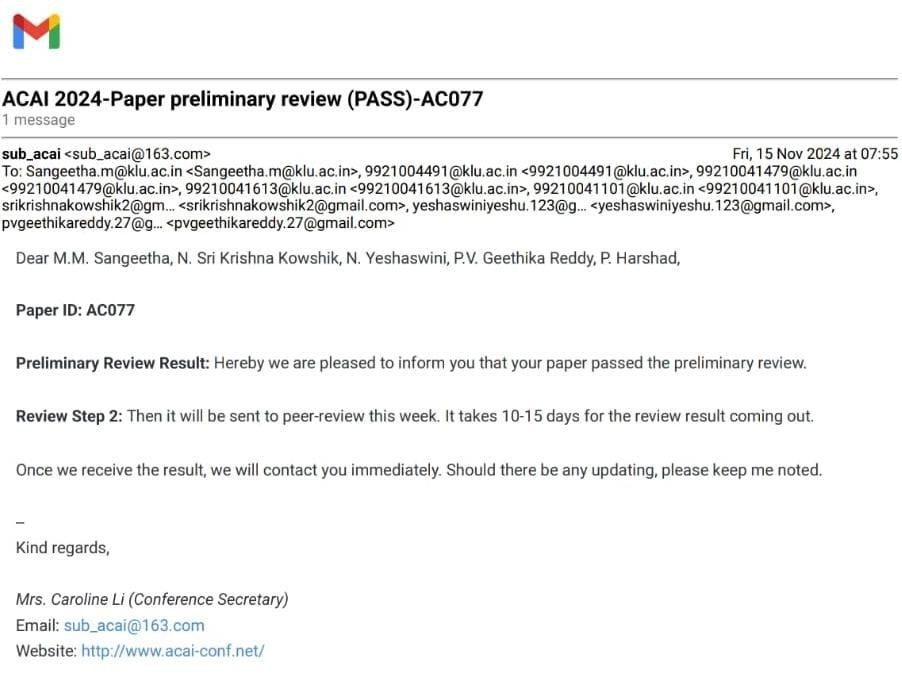 ACAI 2024-Paper preliminary review (PASS)-AC077
1 message
sub_acai <sub_acai@163.com> Fri, 15 Nov 2024 at 07:55
To: Sangeetha.m@klu.ac.in <Sangeetha.m@klu.ac.in>, 99210041491@klu.ac.in <99210041491@klu.ac.in>, 99210041479@klu.ac.in
<99210041479@klu.ac.in>, 99210041613@klu.ac.in <99210041613@klu.ac.in>, 99210041101@klu.ac.in <99210041101@klu.ac.in>,
srikrishnakowshik2@gm... <srikrishnakowshik2@gmail.com>, yeshaswiniyeshu.123@g... <yeshaswiniyeshu.123@gmail.com>,
pvgeethikareddy.27@g... <pvgeethikareddy.27@gmail.com>
Dear M.M. Sangeetha, N. Sri Krishna Kowshik, N. Yeshaswini, P.V. Geethika Reddy, P. Harshad,
Paper ID: AC077
Preliminary Review Result: Hereby we are pleased to inform you that your paper passed the preliminary review.
Review Step 2: Then it will be sent to peer-review this week. It takes 10-15 days for the review result coming out.
Once we receive the result, we will contact you immediately. Should there be any updating, please keep me noted.
–
Kind regards,
Mrs. Caroline Li (Conference Secretary)
Email: sub_acai@163.com
Website: http://www.acai-conf.net/